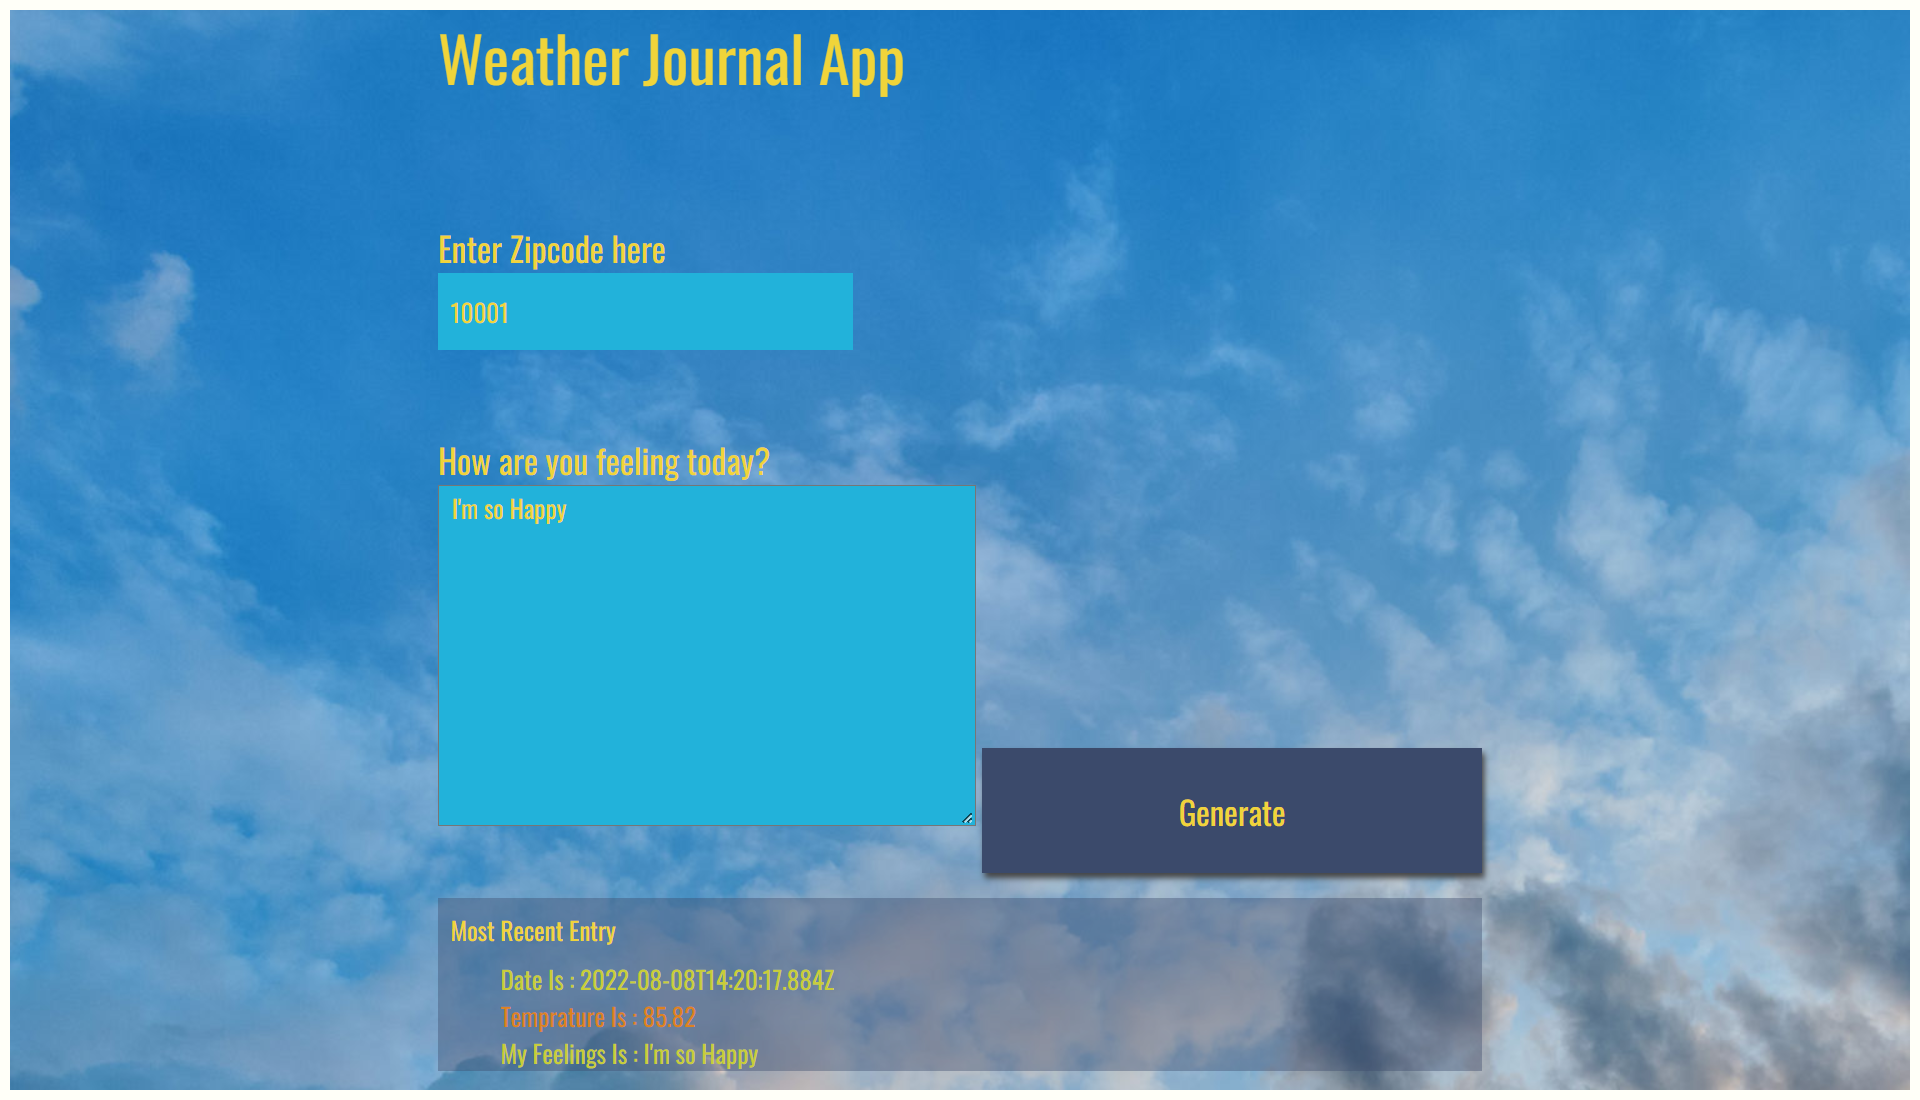 Weather Journal App
Enter Zipcode here
10001
How are you feeling today?
I'm so Happy
Generate
Most Recent Entry
Date Is : 2022-08-08T14:20:17.884Z
Temprature Is : 85.82
My Feelings Is : I'm so Happy